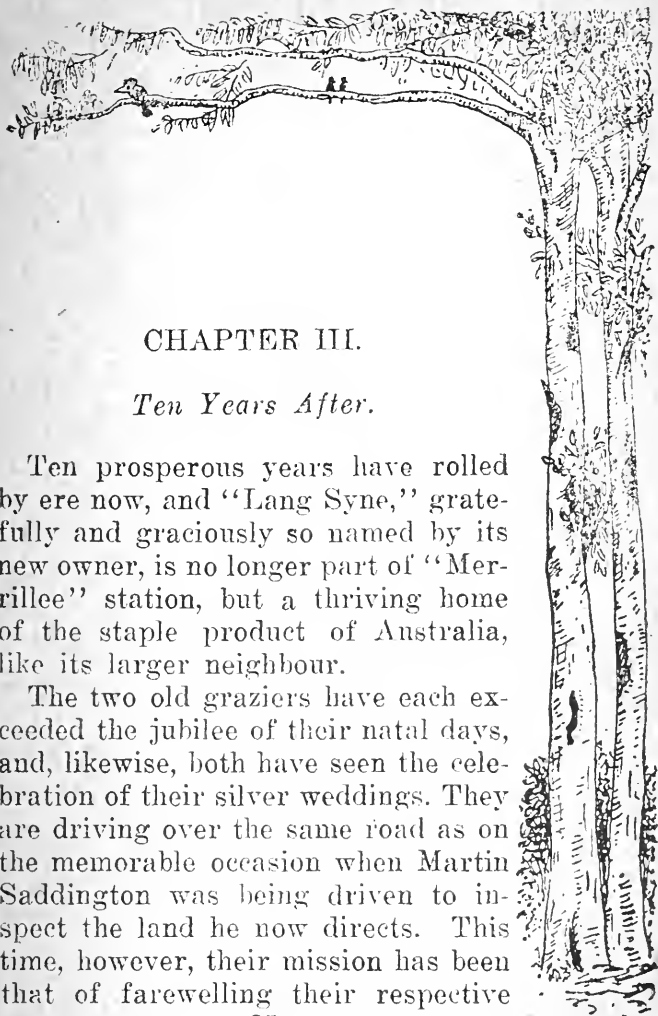 CHAPTER III.
Ten Years After.
Ten prosperous years have rolled
by ere now, and "Lang Syne," grate-
fully and graciously so named by its
new owner, is no longer part of "Mer-
rillee" station, but a thriving home
of the staple product of Australia,
like its larger neighbour.
The two old graziers have each ex-
ceeded the jubilee of their natal days,
and, likewise, both have seen the cele-
bration of their silver weddings. They
are driving over the same road as on
the memorable occasion when Martin
Saddington was being driven to in-
spect the land he now directs. This
time, however, their mission has been
that of farewelling their respective